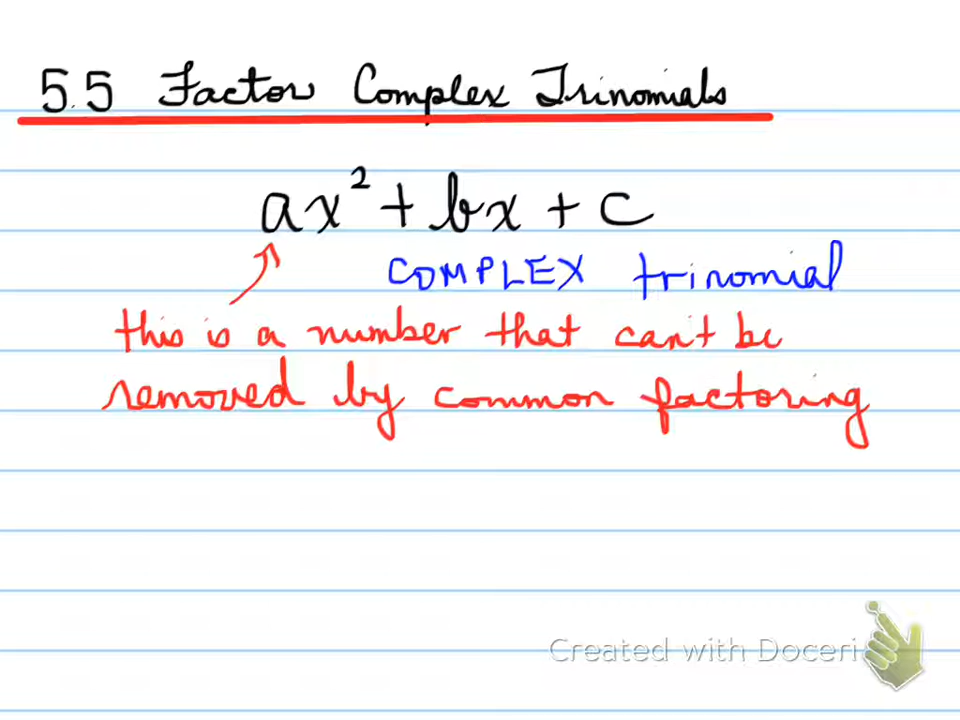 5.5 Factor Complex Trinomials
ax² + bx + c
COMPLEX trinomial
this is a number that can't be
removed by common factoring
Created with Doceri